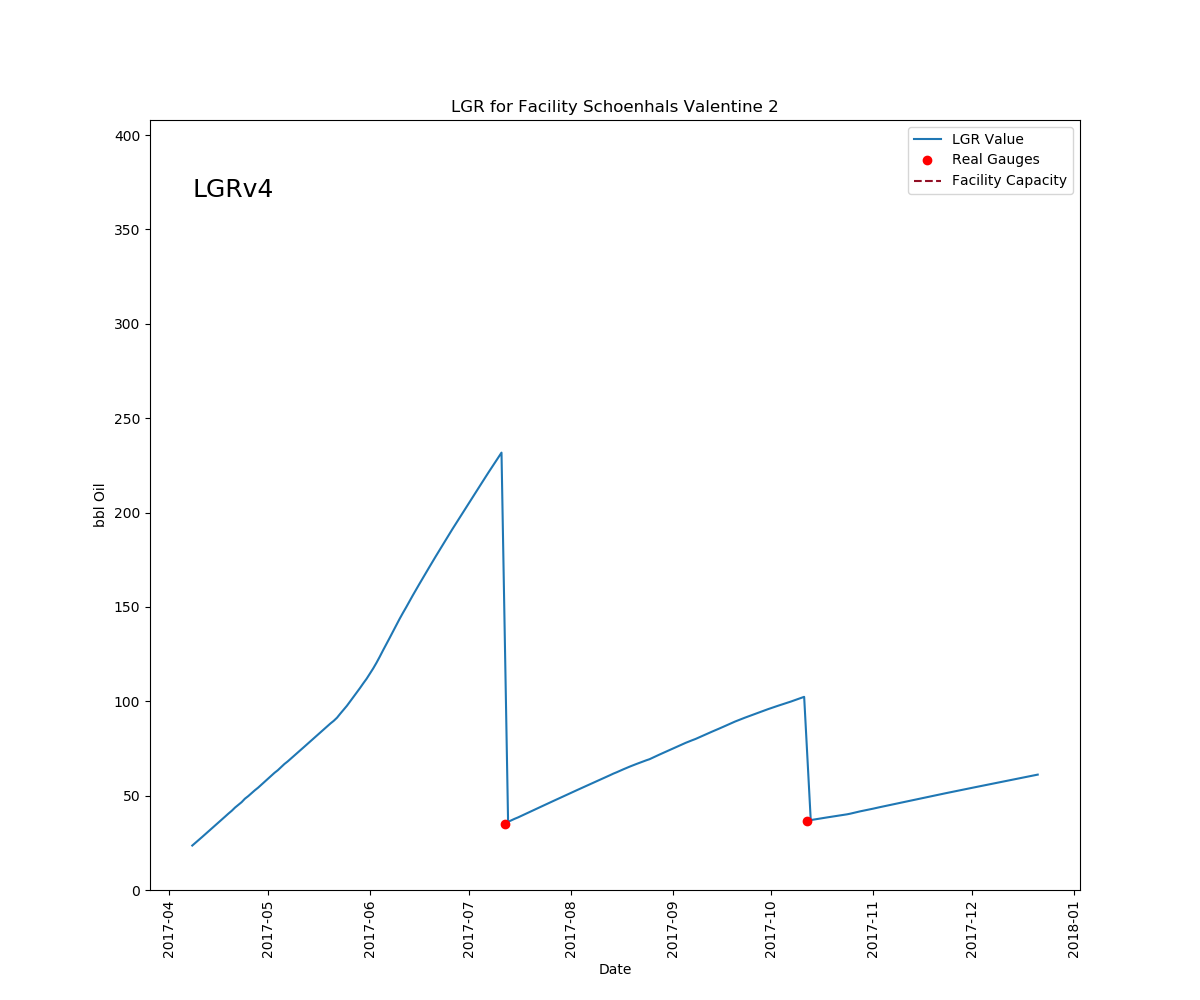 LGR for Facility Schoenhals Valentine 2
LGRv4
LGR Value
Real Gauges
Facility Capacity
bbl Oil
400
350
300
250
200
150
100
50
0
2017-04
2017-05
2017-06
2017-07
2017-08
2017-09
2017-10
2017-11
2017-12
2018-01
Date